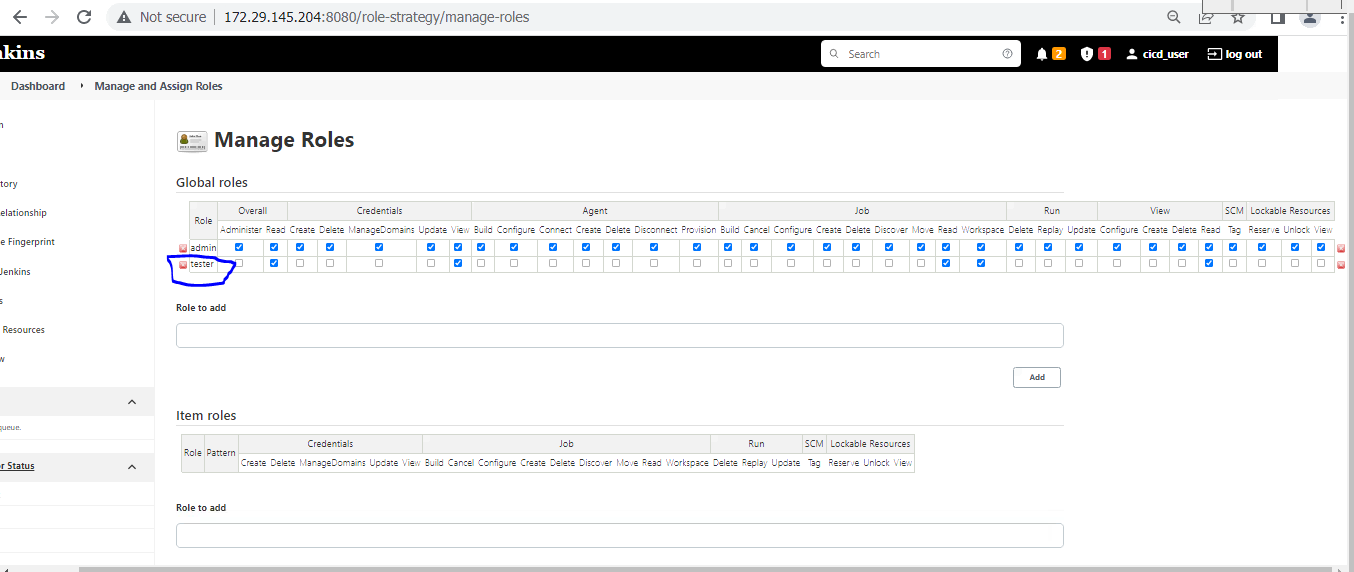 Not secure 172.29.145.204:8080/role-strategy/manage-roles
kins Search 2 1 cicd_user log out
Dashboard Manage and Assign Roles
Manage Roles
tory
elationship
e Fingerprint
Jenkins
s
Resources
w
queue.
r Status
Global roles
Role Overall Credentials Agent Job Run View SCM Lockable Resources
Administer Read Create Delete ManageDomains Update View Build Configure Connect Create Delete Disconnect Provision Build Cancel Configure Create Delete Discover Move Read Workspace Delete Replay Update Configure Create Delete Read Tag Reserve Unlock View
admin
tester
Role to add
Add
Item roles
Role Pattern Credentials Job Run SCM Lockable Resources
Create Delete ManageDomains Update View Build Cancel Configure Create Delete Discover Move Read Workspace Delete Replay Update Tag Reserve Unlock View
Role to add